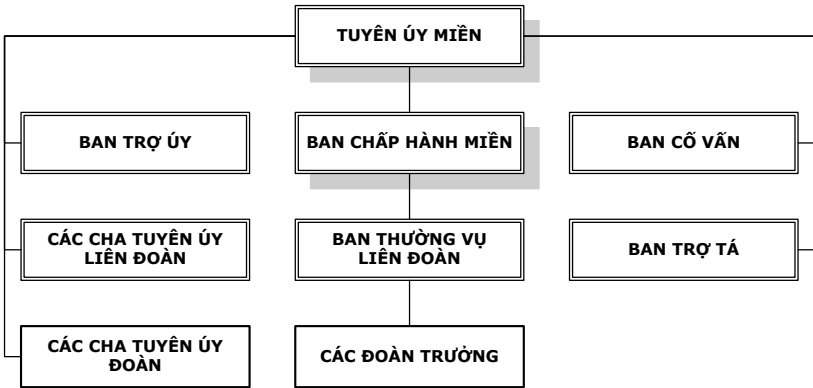 TUYÊN ÚY MIỀN
BAN TRỢ ÚY
BAN CHẤP HÀNH MIỀN
BAN CỐ VẤN
CÁC CHA TUYÊN ÚY
LIÊN ĐOÀN
BAN THƯỜNG VỤ
LIÊN ĐOÀN
BAN TRỢ TÁ
CÁC CHA TUYÊN ÚY
ĐOÀN
CÁC ĐOÀN TRƯỞNG